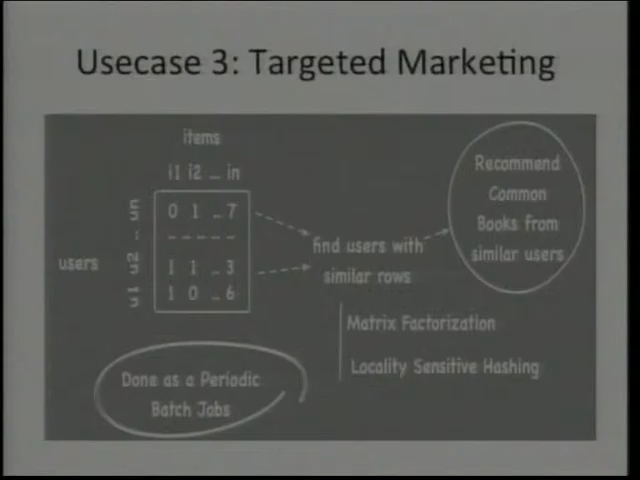 Usecase 3: Targeted Marketing
items
i1 i2 ... in
un
0 1 ..7
Recommend
Common
Books from
similar users
..
- - - - - -
find users with
similar rows
users
u2
1 1 ..3
u1
1 0 ..6
Matrix Factorization
Locality Sensitive Hashing
Done as a Periodic
Batch Jobs